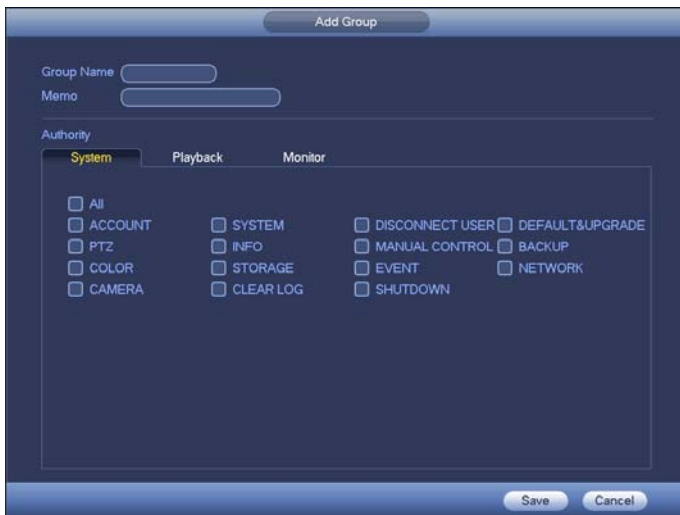 Add Group
Group Name
Memo
Authority
System Playback Monitor
All
ACCOUNT SYSTEM DISCONNECT USER DEFAULT&UPGRADE
PTZ INFO MANUAL CONTROL BACKUP
COLOR STORAGE EVENT NETWORK
CAMERA CLEAR LOG SHUTDOWN
Save Cancel